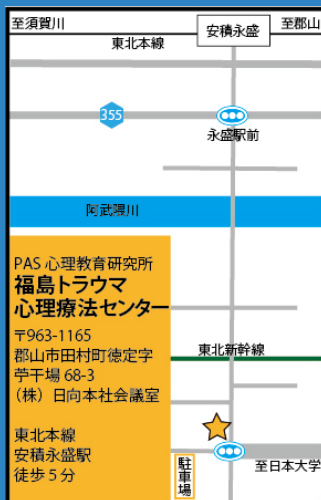 至須賀川
安積永盛
至郡山
東北本線
355
永盛駅前
阿武隈川
PAS 心理教育研究所
福島トラウマ
心理療法センター
〒963-1165
郡山市田村町徳定字
苧干場 68-3
(株) 日向本社会議室
東北本線
安積永盛駅
徒歩 5 分
東北新幹線
至日本大学
駐車場